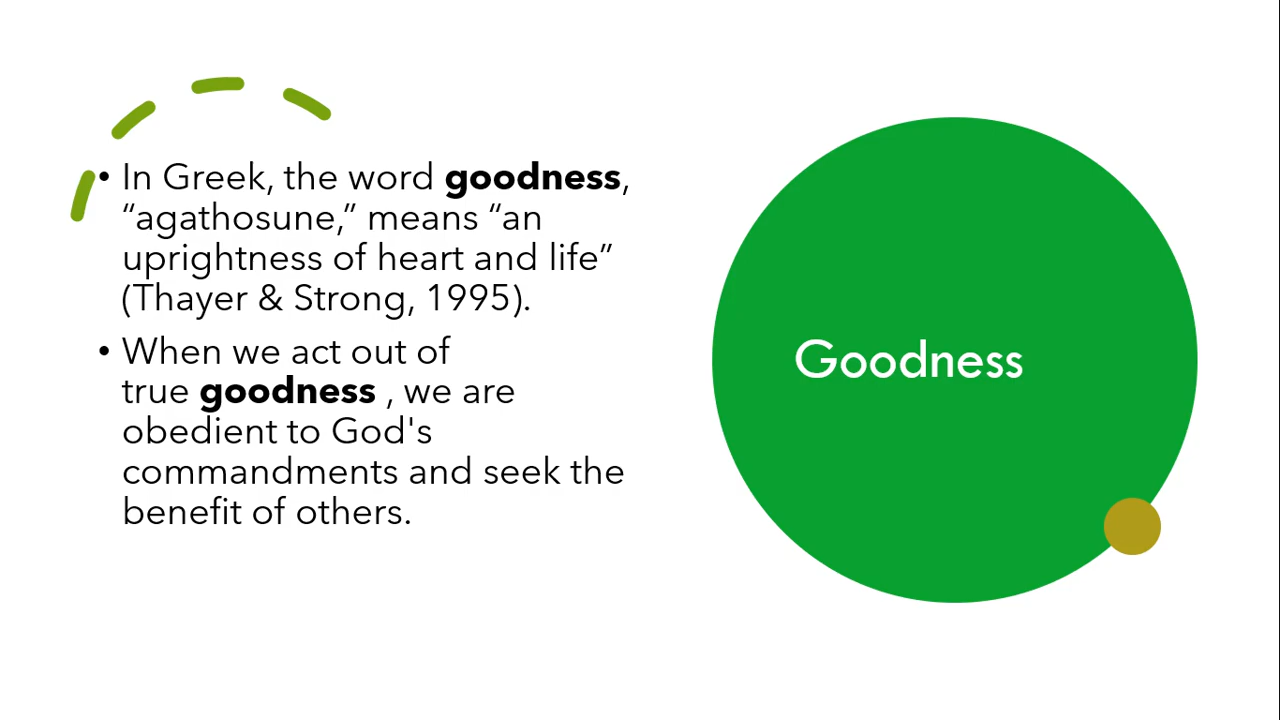 • In Greek, the word goodness,
“agathosune,” means “an
uprightness of heart and life”
(Thayer & Strong, 1995).
• When we act out of
true goodness , we are
obedient to God's
commandments and seek the
benefit of others.
Goodness